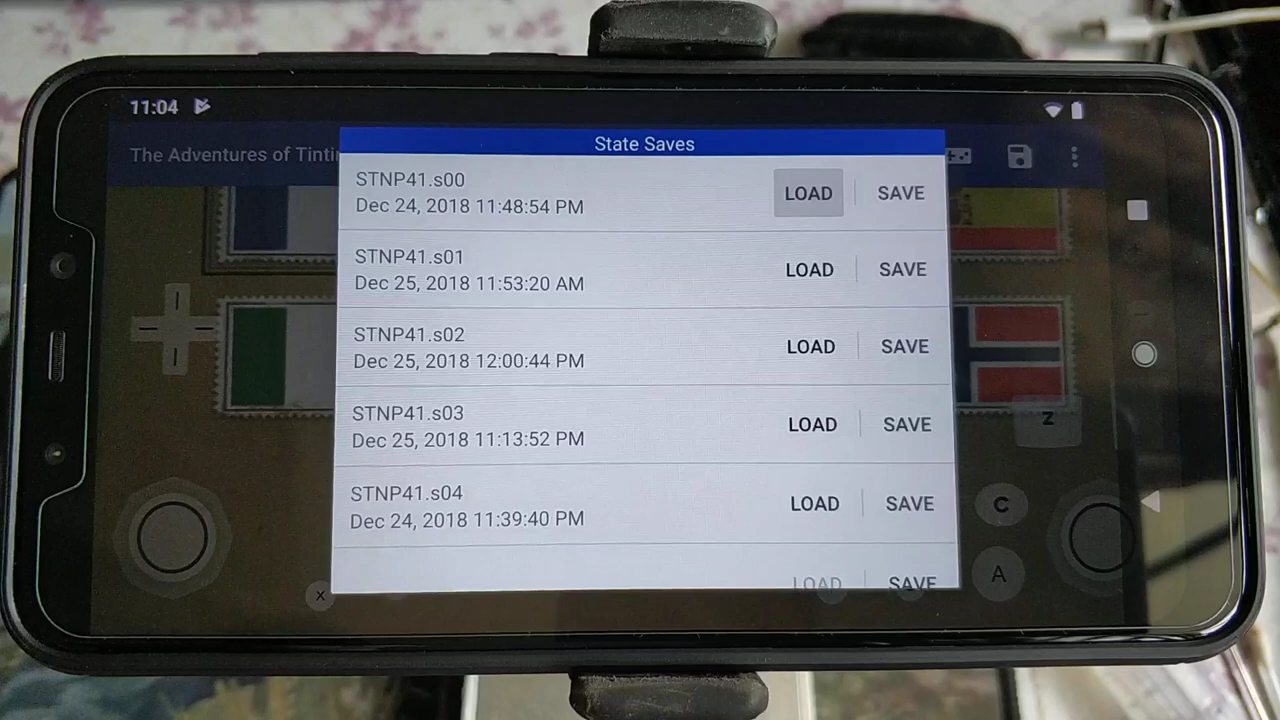 11:04
The Adventures of Tintin
State Saves
STNP41.s00
Dec 24, 2018 11:48:54 PM
LOAD SAVE
STNP41.s01
Dec 25, 2018 11:53:20 AM
LOAD SAVE
STNP41.s02
Dec 25, 2018 12:00:44 PM
LOAD SAVE
STNP41.s03
Dec 25, 2018 11:13:52 PM
LOAD SAVE
STNP41.s04
Dec 24, 2018 11:39:40 PM
LOAD SAVE
LOAD SAVE
Z
C
A
X